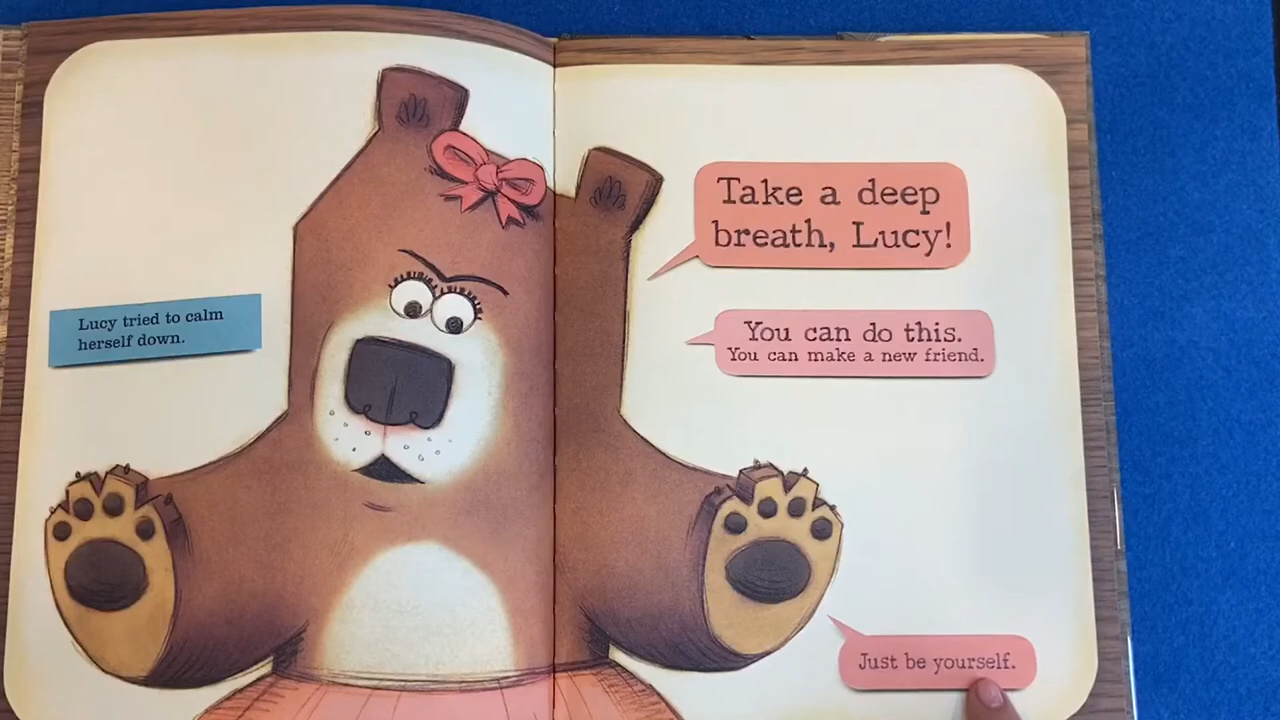 Lucy tried to calm
herself down.
Take a deep
breath, Lucy!
You can do this.
You can make a new friend.
Just be yourself.